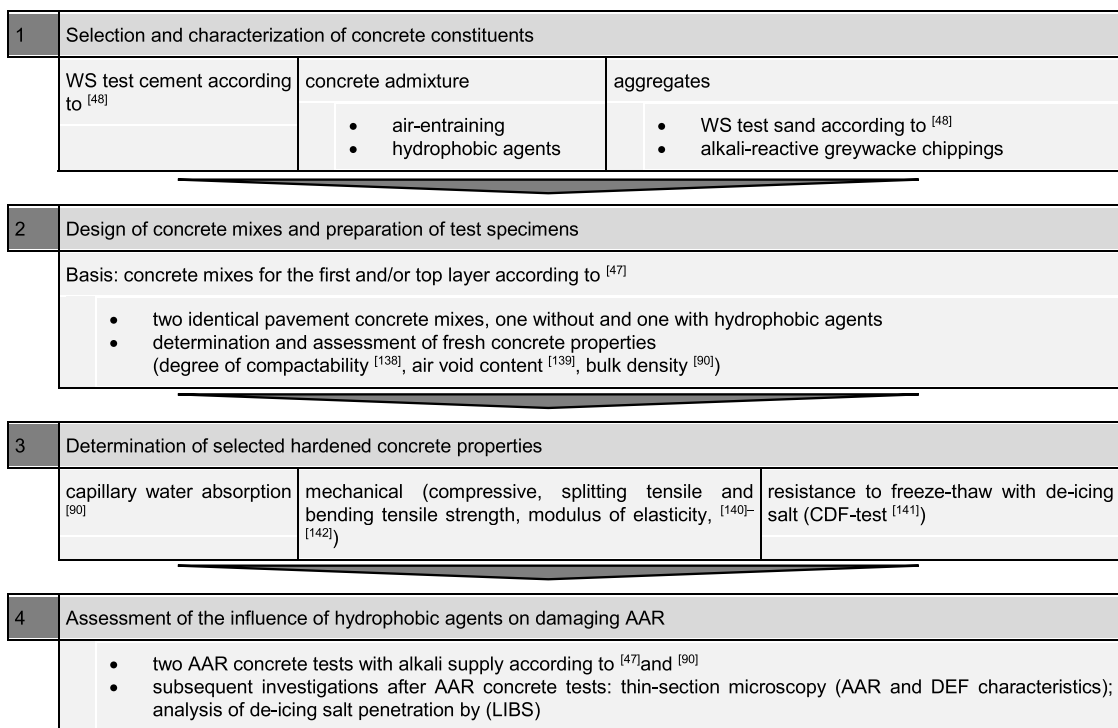 1 Selection and characterization of concrete constituents
WS test cement according
to [48]
concrete admixture
• air-entraining
• hydrophobic agents
aggregates
• WS test sand according to [48]
• alkali-reactive greywacke chippings
2 Design of concrete mixes and preparation of test specimens
Basis: concrete mixes for the first and/or top layer according to [47]
• two identical pavement concrete mixes, one without and one with hydrophobic agents
• determination and assessment of fresh concrete properties
(degree of compactability [138], air void content [139], bulk density [90])
3 Determination of selected hardened concrete properties
capillary water absorption
[90]
mechanical (compressive, splitting tensile and
bending tensile strength, modulus of elasticity, [140]–
[142])
resistance to freeze-thaw with de-icing
salt (CDF-test [141])
4 Assessment of the influence of hydrophobic agents on damaging AAR
• two AAR concrete tests with alkali supply according to [47]and [90]
• subsequent investigations after AAR concrete tests: thin-section microscopy (AAR and DEF characteristics);
analysis of de-icing salt penetration by (LIBS)